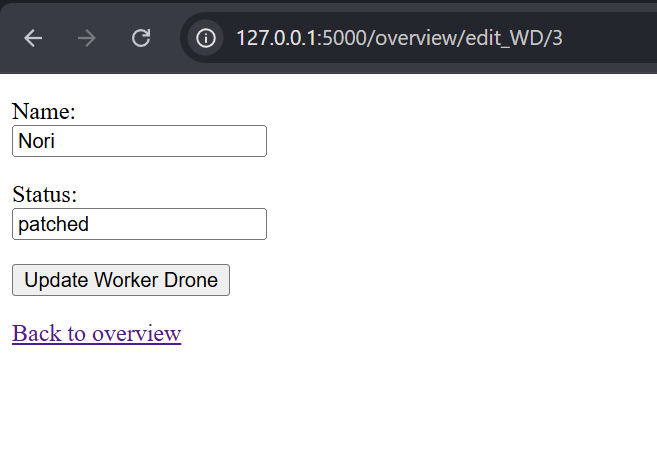 127.0.0.1:5000/overview/edit_WD/3
Name:
Nori
Status:
patched
Update Worker Drone
Back to overview